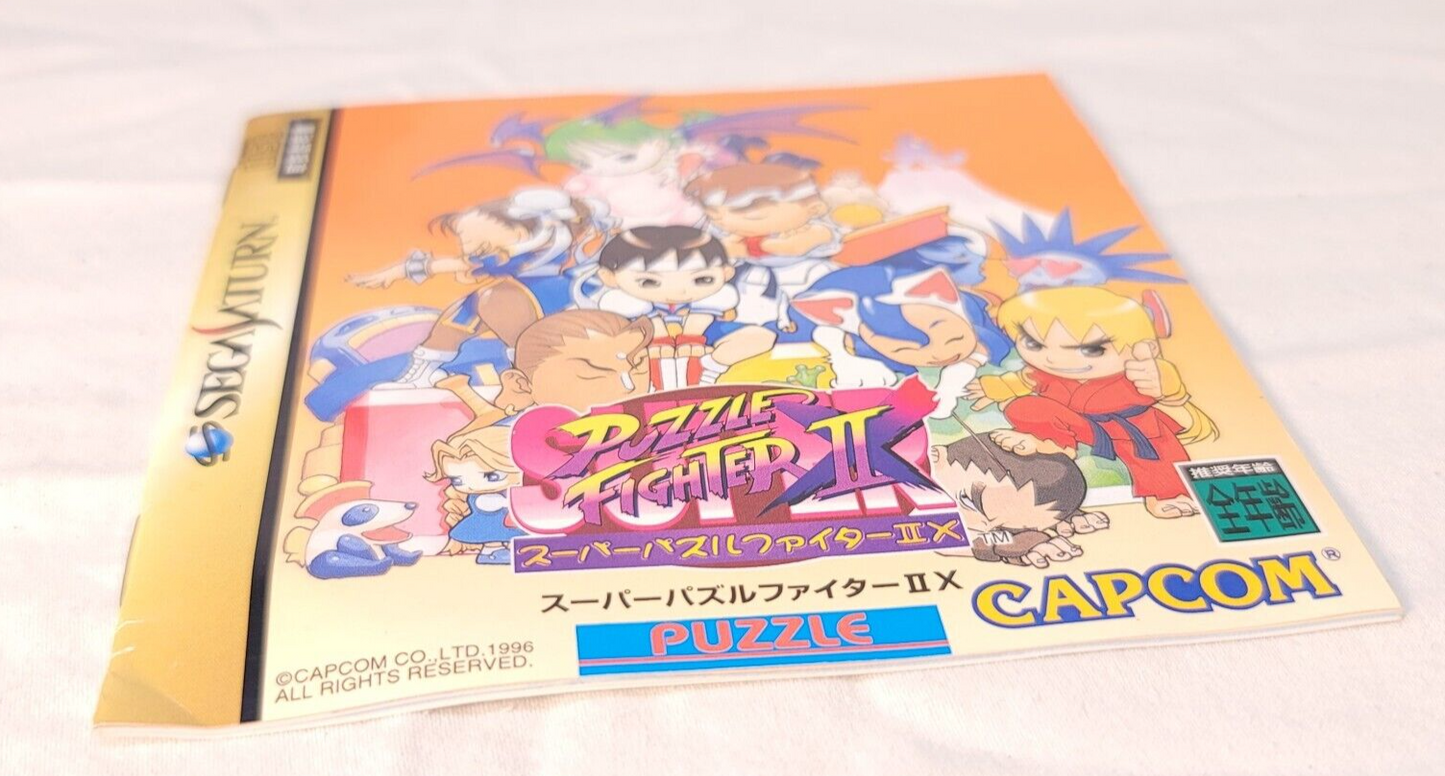 SEGA SATURN
SUPER
PUZZLE
FIGHTER II X
スーパーパズルファイターⅡX
TM
推奨年齢
全年齢
スーパーパズルファイターⅡX
CAPCOM®
PUZZLE
©CAPCOM CO.,LTD.1996
ALL RIGHTS RESERVED.